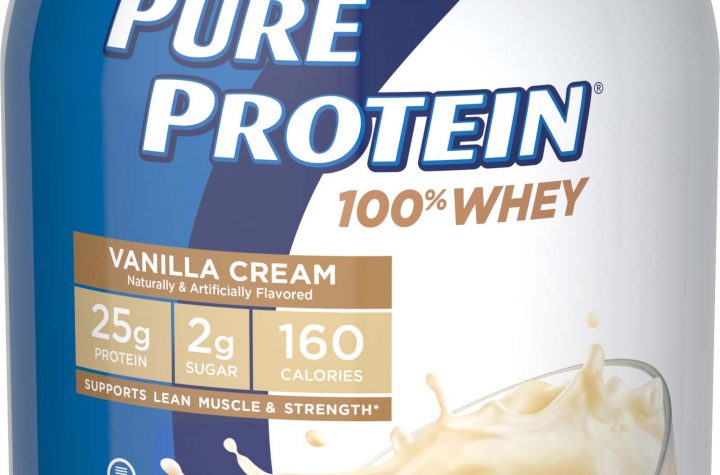 PURE
PROTEIN®
100% WHEY
VANILLA CREAM
Naturally & Artificially Flavored
25g
PROTEIN
2g
SUGAR
160
CALORIES
SUPPORTS LEAN MUSCLE & STRENGTH*